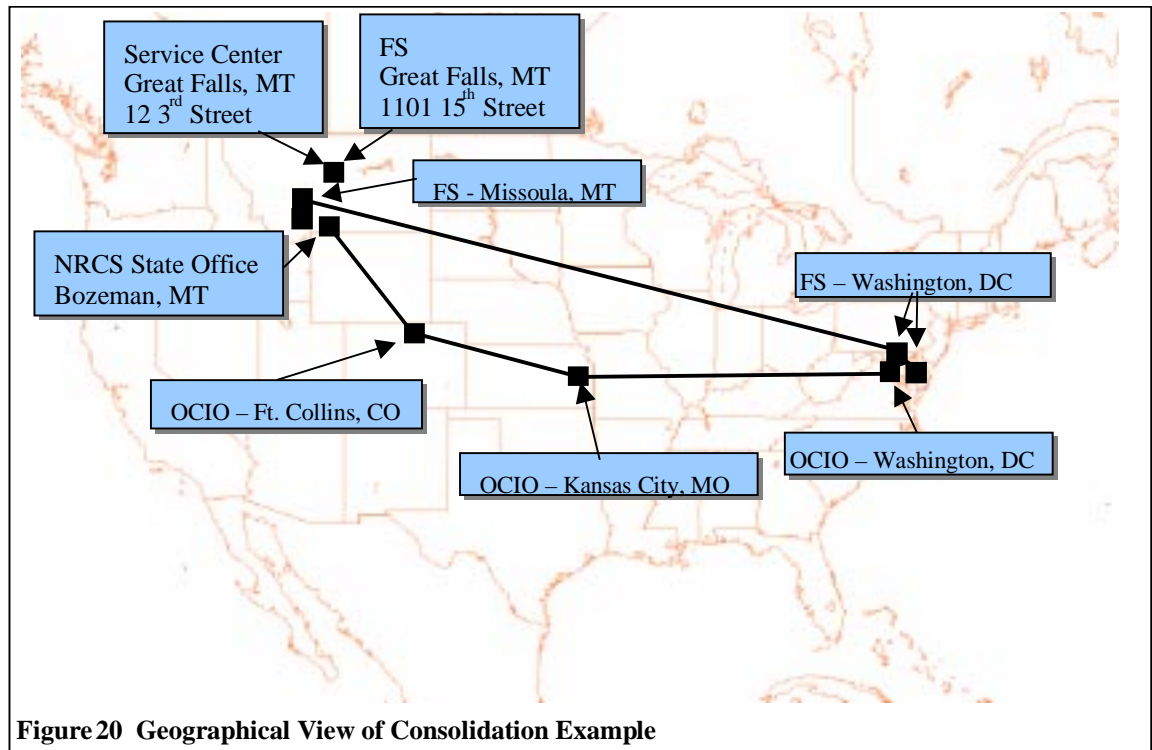 Service Center
Great Falls, MT
12 3rd Street
FS
Great Falls, MT
1101 15th Street
FS - Missoula, MT
NRCS State Office
Bozeman, MT
FS – Washington, DC
OCIO – Ft. Collins, CO
OCIO – Kansas City, MO
OCIO – Washington, DC
Figure 20 Geographical View of Consolidation Example